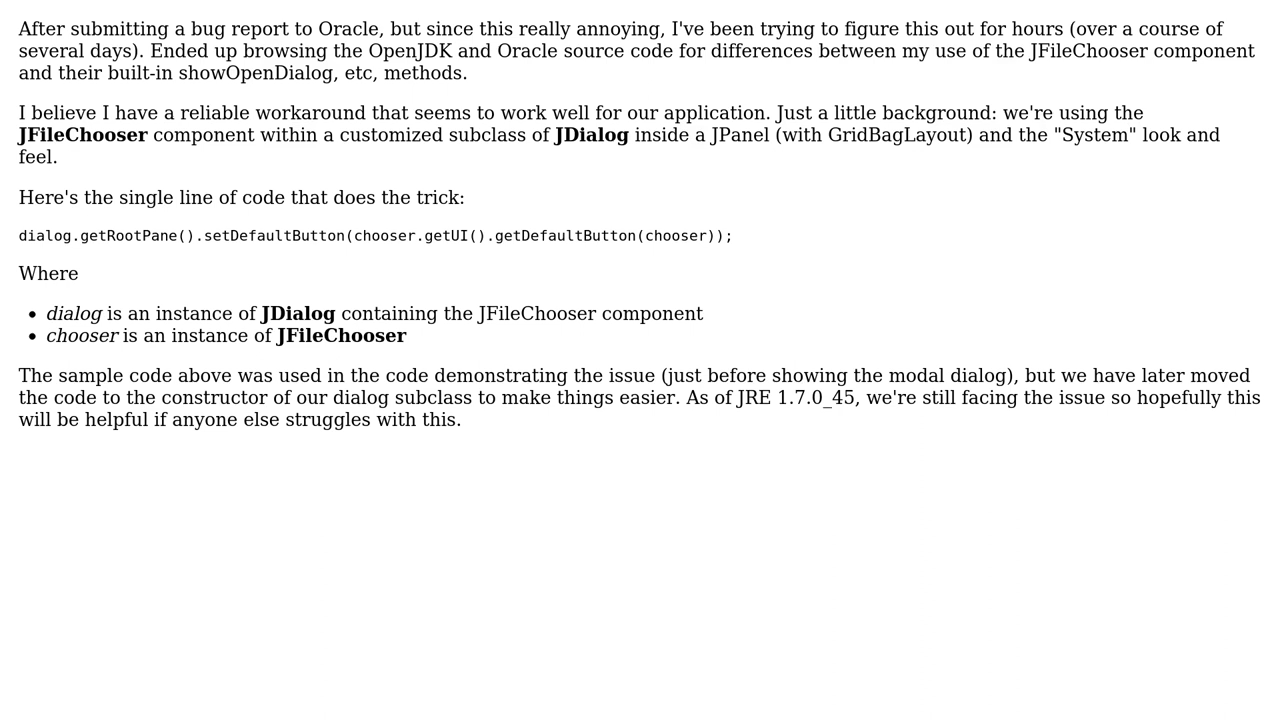 After submitting a bug report to Oracle, but since this really annoying, I've been trying to figure this out for hours (over a course of
several days). Ended up browsing the OpenJDK and Oracle source code for differences between my use of the JFileChooser component
and their built-in showOpenDialog, etc, methods.
I believe I have a reliable workaround that seems to work well for our application. Just a little background: we're using the
JFileChooser component within a customized subclass of JDialog inside a JPanel (with GridBagLayout) and the "System" look and
feel.
Here's the single line of code that does the trick:
dialog.getRootPane().setDefaultButton(chooser.getUI().getDefaultButton(chooser));
Where
• dialog is an instance of JDialog containing the JFileChooser component
• chooser is an instance of JFileChooser
The sample code above was used in the code demonstrating the issue (just before showing the modal dialog), but we have later moved
the code to the constructor of our dialog subclass to make things easier. As of JRE 1.7.0_45, we're still facing the issue so hopefully this
will be helpful if anyone else struggles with this.